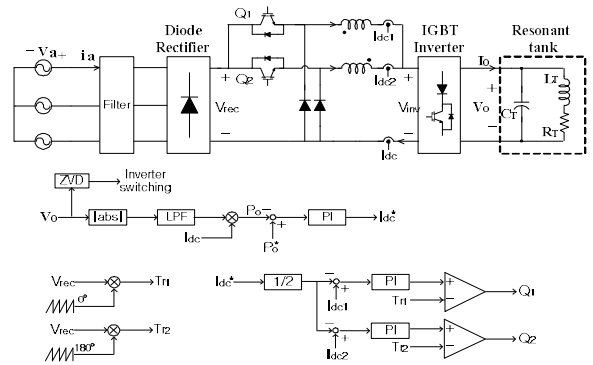 Diode Rectifier
Q1
Idc1
IGBT Inverter
Resonant tank
− Va +
ia
Filter
Q2
Idc2
+ Vrec −
+ Vinv −
Idc
Io
+ Vo −
CT
LT
RT
ZVD
Inverter switching
Vo
|abs|
LPF
Idc
Po
−
+
Po*
PI
Idc*
Vrec
0°
Tr1
Vrec
180°
Tr2
Idc*
1/2
−
+
Idc1
PI
Tr1
+
−
Q1
−
+
Idc2
PI
Tr2
+
−
Q2